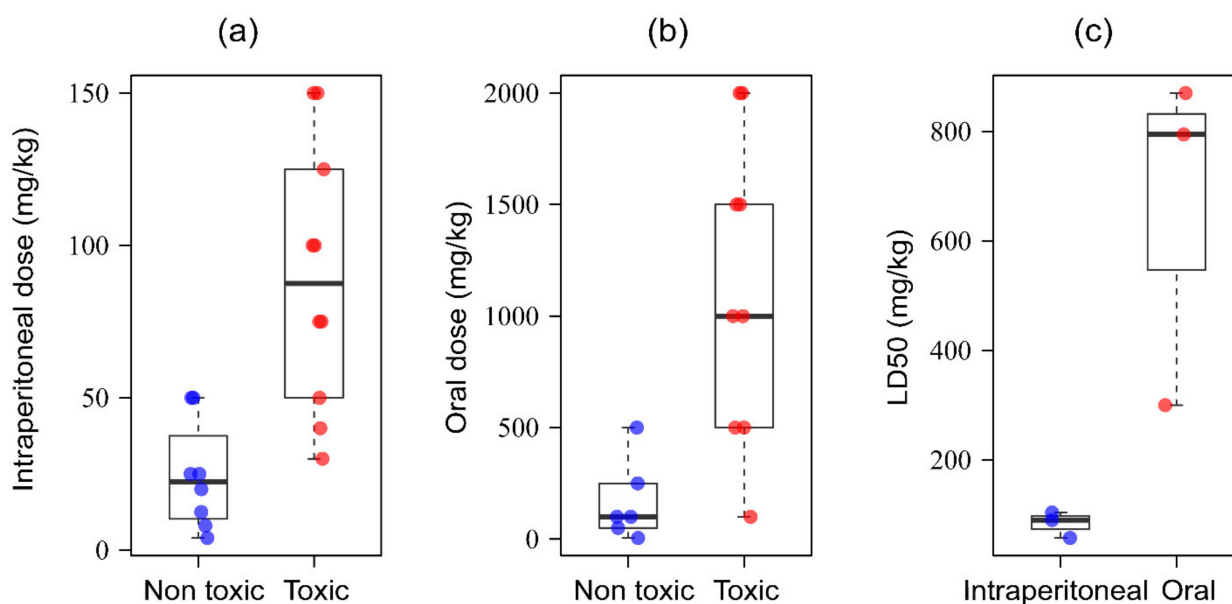 (a)
Intraperitoneal dose (mg/kg)
150
100
50
0
Non toxic
Toxic
(b)
Oral dose (mg/kg)
2000
1500
1000
500
0
Non toxic
Toxic
(c)
LD50 (mg/kg)
800
600
400
200
Intraperitoneal
Oral